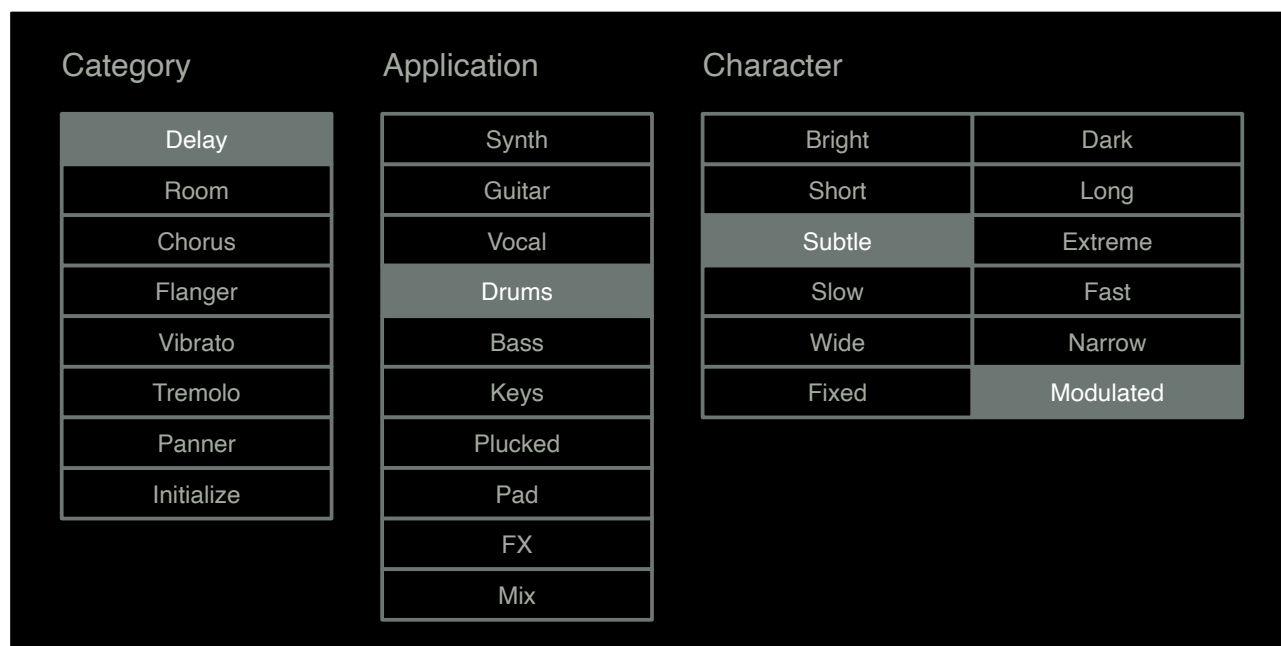 Category
Application
Character
Delay
Synth
Bright
Dark
Room
Guitar
Short
Long
Chorus
Vocal
Subtle
Extreme
Flanger
Drums
Slow
Fast
Vibrato
Bass
Wide
Narrow
Tremolo
Keys
Fixed
Modulated
Panner
Plucked
Initialize
Pad
FX
Mix